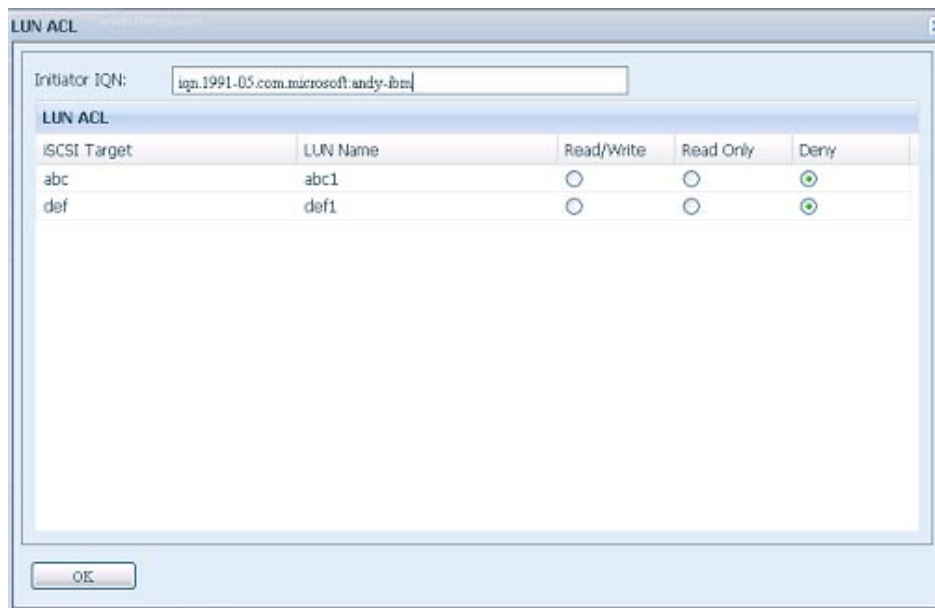 LUN ACL
Initiator IQN: iqn.1991-05.com.microsoft:andy-ibm
LUN ACL
iSCSI Target LUN Name Read/Write Read Only Deny
abc abc1
def def1
OK